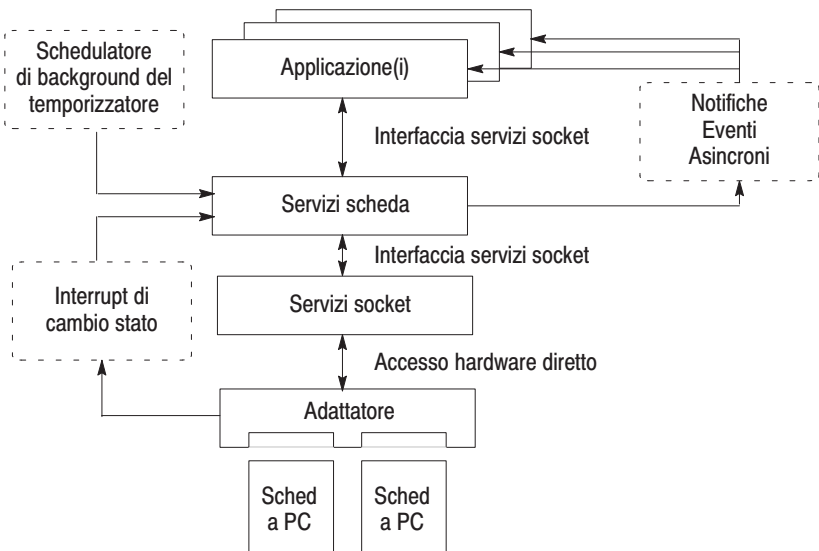 Schedulatore
di background del
temporizzatore
Applicazione(i)
Notifiche
Eventi
Asincroni
Interfaccia servizi socket
Servizi scheda
Interfaccia servizi socket
Interrupt di
cambio stato
Servizi socket
Accesso hardware diretto
Adattatore
Sched
a PC
Sched
a PC